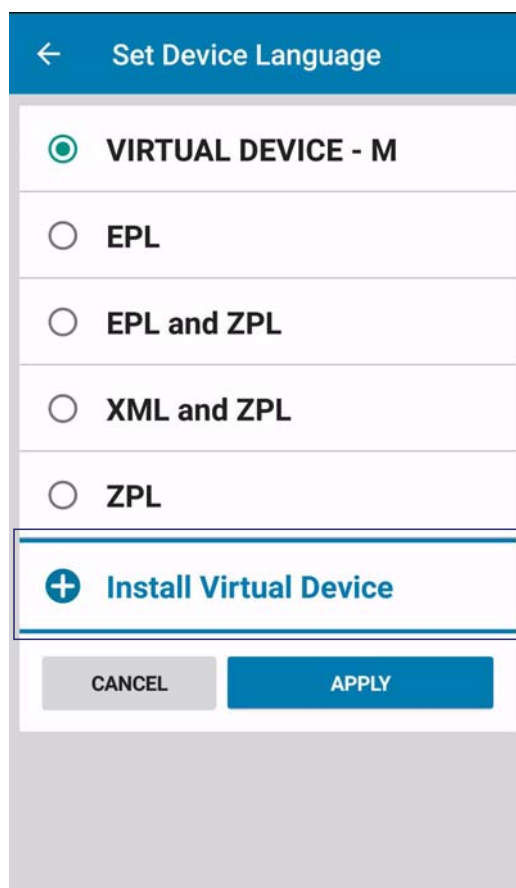 Set Device Language
VIRTUAL DEVICE - M
EPL
EPL and ZPL
XML and ZPL
ZPL
Install Virtual Device
CANCEL
APPLY